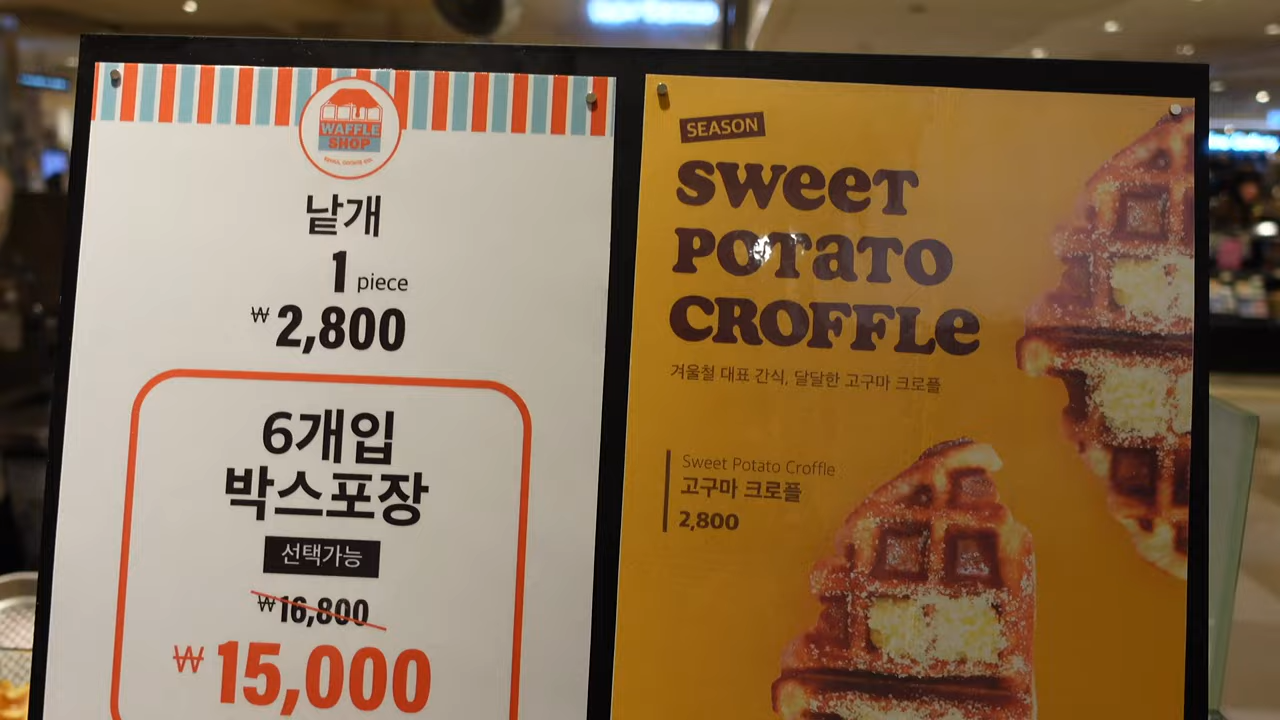 WAFFLE
SHOP
낱개
1 piece
₩2,800
6개입
박스포장
선택가능
₩16,800
₩15,000
SEASON
SWeeT
POTaTO
CROFFLe
겨울철 대표 간식, 달달한 고구마 크로플
Sweet Potato Croffle
고구마 크로플
2,800